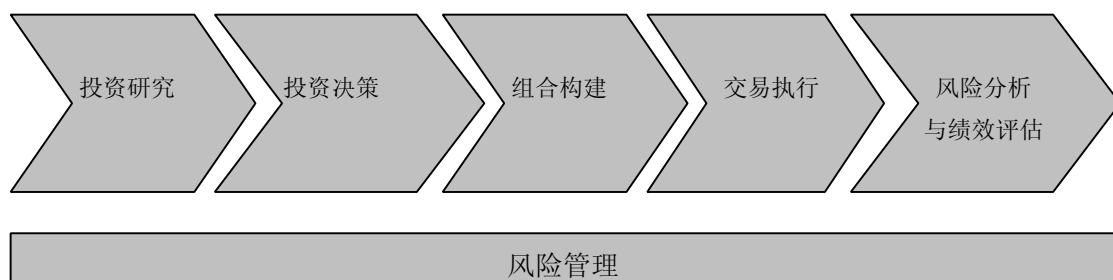 投资研究
投资决策
组合构建
交易执行
风险分析
与绩效评估
风险管理